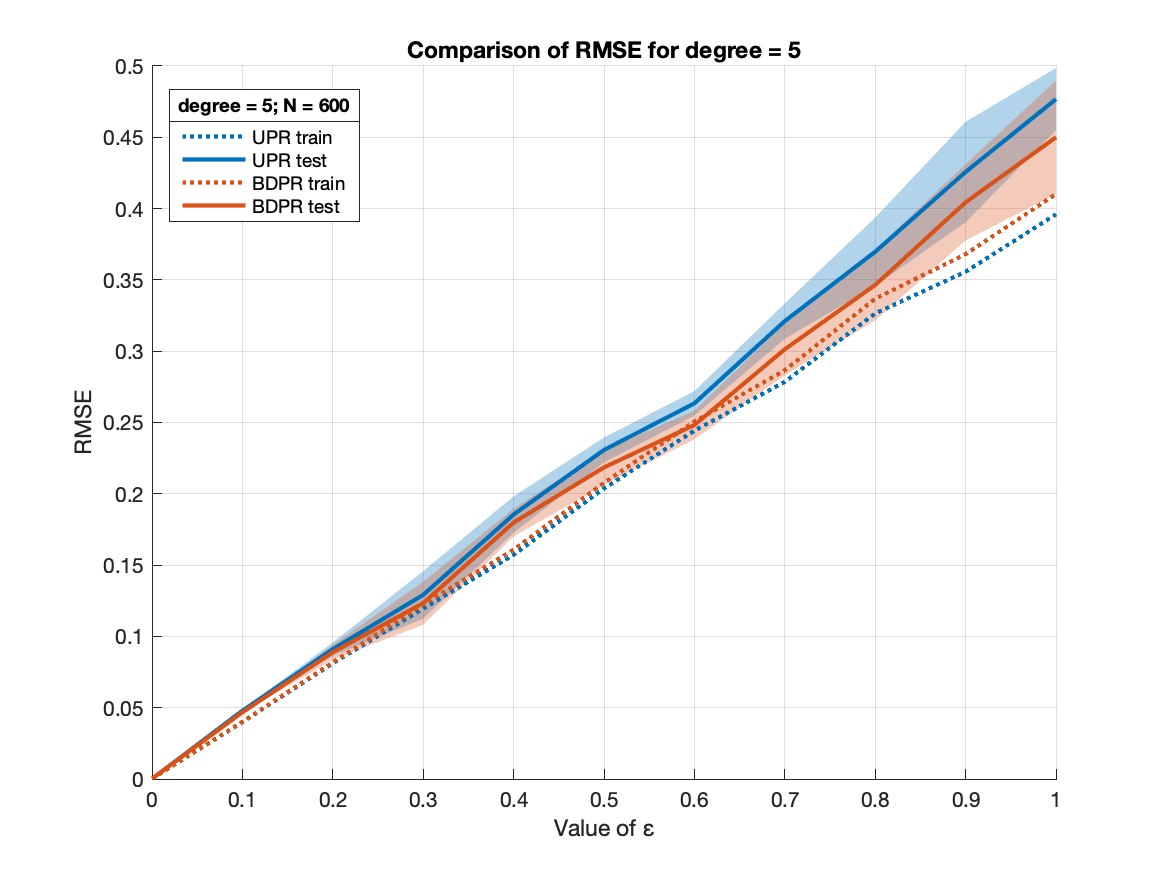 Comparison of RMSE for degree = 5
0.5
0.45
0.4
0.35
0.3
0.25
0.2
0.15
0.1
0.05
0
RMSE
degree = 5; N = 600
UPR train
UPR test
BDPR train
BDPR test
0 0.1 0.2 0.3 0.4 0.5 0.6 0.7 0.8 0.9 1
Value of ε